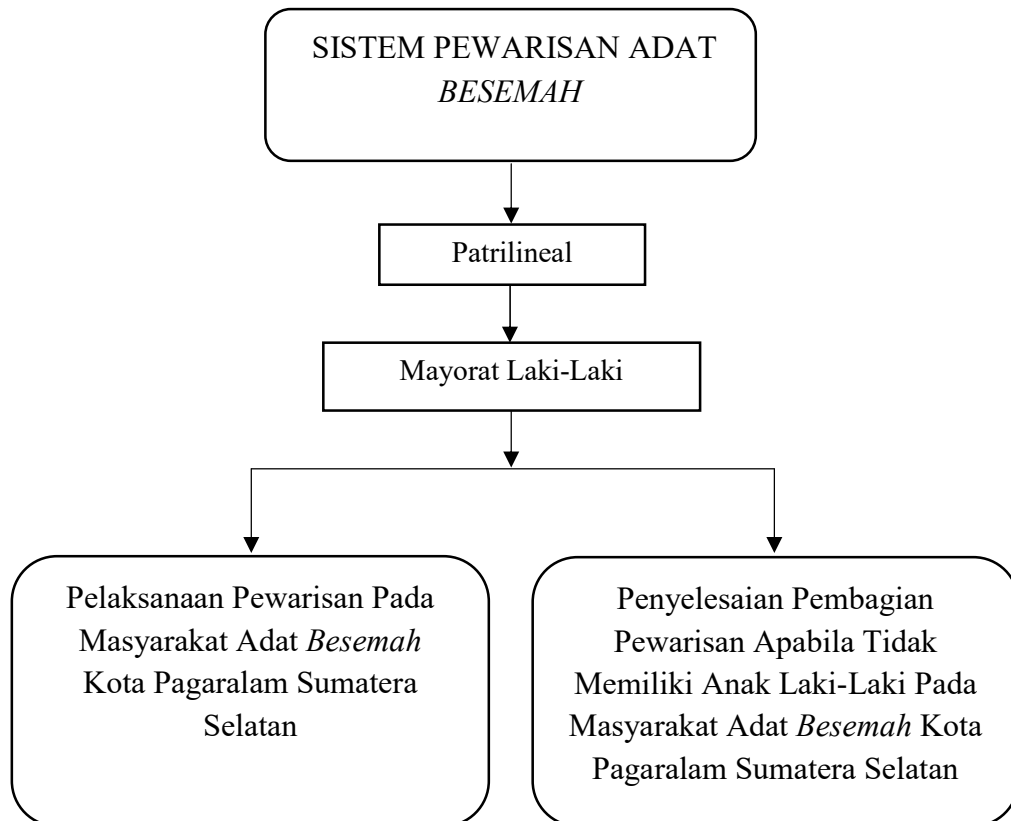 SISTEM PEWARISAN ADAT
BESEMAH
Patrilineal
Mayorat Laki-Laki
Pelaksanaan Pewarisan Pada
Masyarakat Adat Besemah
Kota Pagaralam Sumatera
Selatan
Penyelesaian Pembagian
Pewarisan Apabila Tidak
Memiliki Anak Laki-Laki Pada
Masyarakat Adat Besemah Kota
Pagaralam Sumatera Selatan